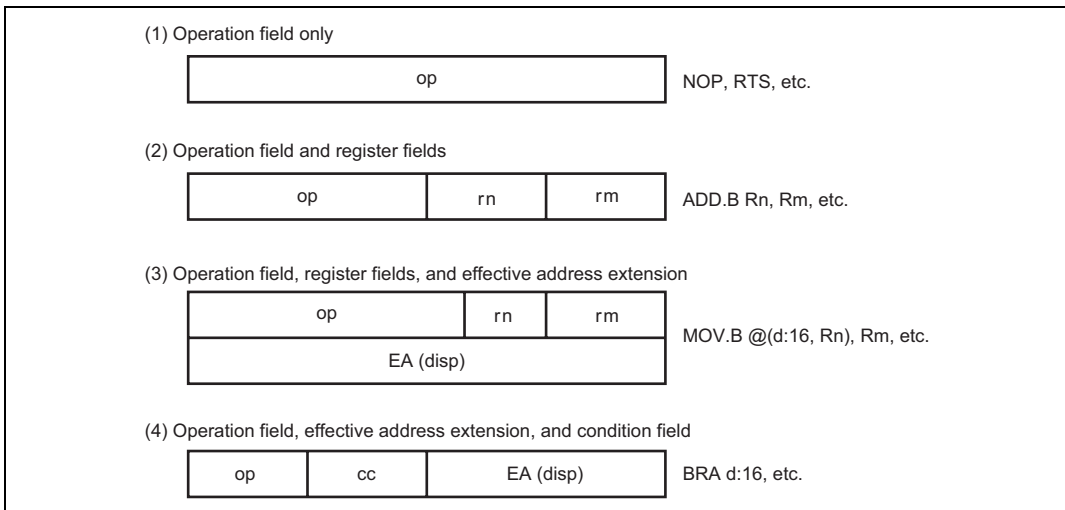 (1) Operation field only
op NOP, RTS, etc.
(2) Operation field and register fields
op rn rm ADD.B Rn, Rm, etc.
(3) Operation field, register fields, and effective address extension
op rn rm
MOV.B @(d:16, Rn), Rm, etc.
EA (disp)
(4) Operation field, effective address extension, and condition field
op cc EA (disp) BRA d:16, etc.